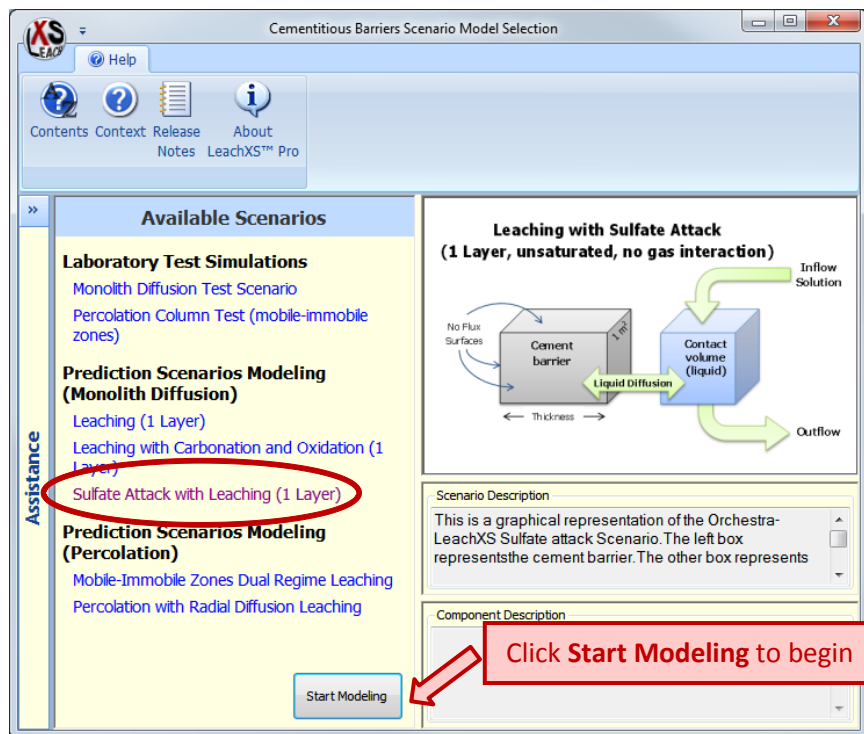 Cementitious Barriers Scenario Model Selection
XS
LEACH
Help
Contents
Context
Release
Notes
About
LeachXS™ Pro
»
Assistance
Available Scenarios
Laboratory Test Simulations
Monolith Diffusion Test Scenario
Percolation Column Test (mobile-immobile
zones)
Prediction Scenarios Modeling
(Monolith Diffusion)
Leaching (1 Layer)
Leaching with Carbonation and Oxidation (1
Layer)
Sulfate Attack with Leaching (1 Layer)
Prediction Scenarios Modeling
(Percolation)
Mobile-Immobile Zones Dual Regime Leaching
Percolation with Radial Diffusion Leaching
Start Modeling
Leaching with Sulfate Attack
(1 Layer, unsaturated, no gas interaction)
Inflow
Solution
No Flux
Surfaces
Cement
barrier
1 m²
Contact
volume
(liquid)
Liquid Diffusion
Thickness
Outflow
Scenario Description
This is a graphical representation of the Orchestra-
LeachXS Sulfate attack Scenario.The left box
representsthe cement barrier.The other box represents
Component Description
Click Start Modeling to begin